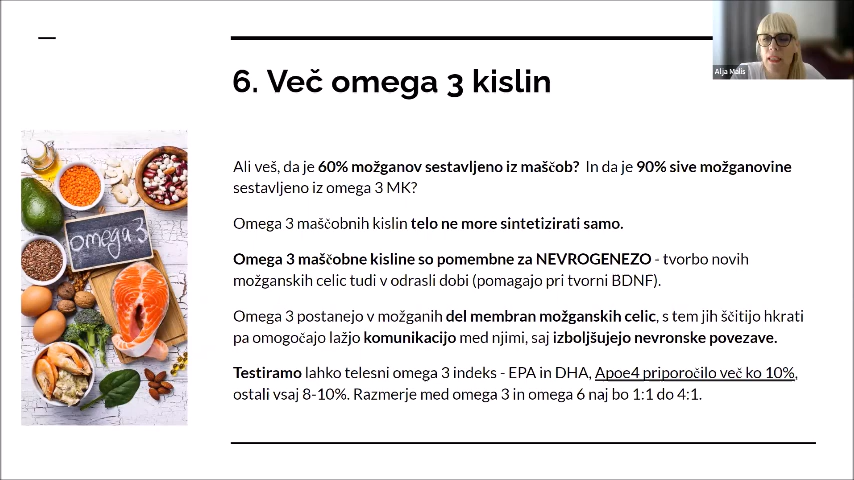 Alja Malis
6. Več omega 3 kislin
omega 3
Ali veš, da je 60% možganov sestavljeno iz maščob? In da je 90% sive možganovine
sestavljeno iz omega 3 MK?
Omega 3 maščobnih kislin telo ne more sintetizirati samo.
Omega 3 maščobne kisline so pomembne za NEVROGENEZO - tvorbo novih
možganskih celic tudi v odrasli dobi (pomagajo pri tvorni BDNF).
Omega 3 postanejo v možganih del membran možganskih celic, s tem jih ščitijo hkrati
pa omogočajo lažjo komunikacijo med njimi, saj izboljšujejo nevronske povezave.
Testiramo lahko telesni omega 3 indeks - EPA in DHA, Apoe4 priporočilo več ko 10%,
ostali vsaj 8-10%. Razmerje med omega 3 in omega 6 naj bo 1:1 do 4:1.